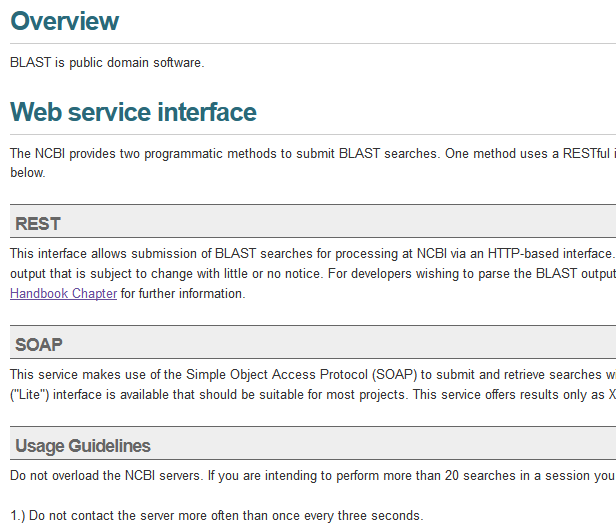 Overview
BLAST is public domain software.
Web service interface
The NCBI provides two programmatic methods to submit BLAST searches. One method uses a RESTful
below.
REST
This interface allows submission of BLAST searches for processing at NCBI via an HTTP-based interface.
output that is subject to change with little or no notice. For developers wishing to parse the BLAST output
Handbook Chapter for further information.
SOAP
This service makes use of the Simple Object Access Protocol (SOAP) to submit and retrieve searches
("Lite") interface is available that should be suitable for most projects. This service offers results only as
Usage Guidelines
Do not overload the NCBI servers. If you are intending to perform more than 20 searches in a session you
1.) Do not contact the server more often than once every three seconds.